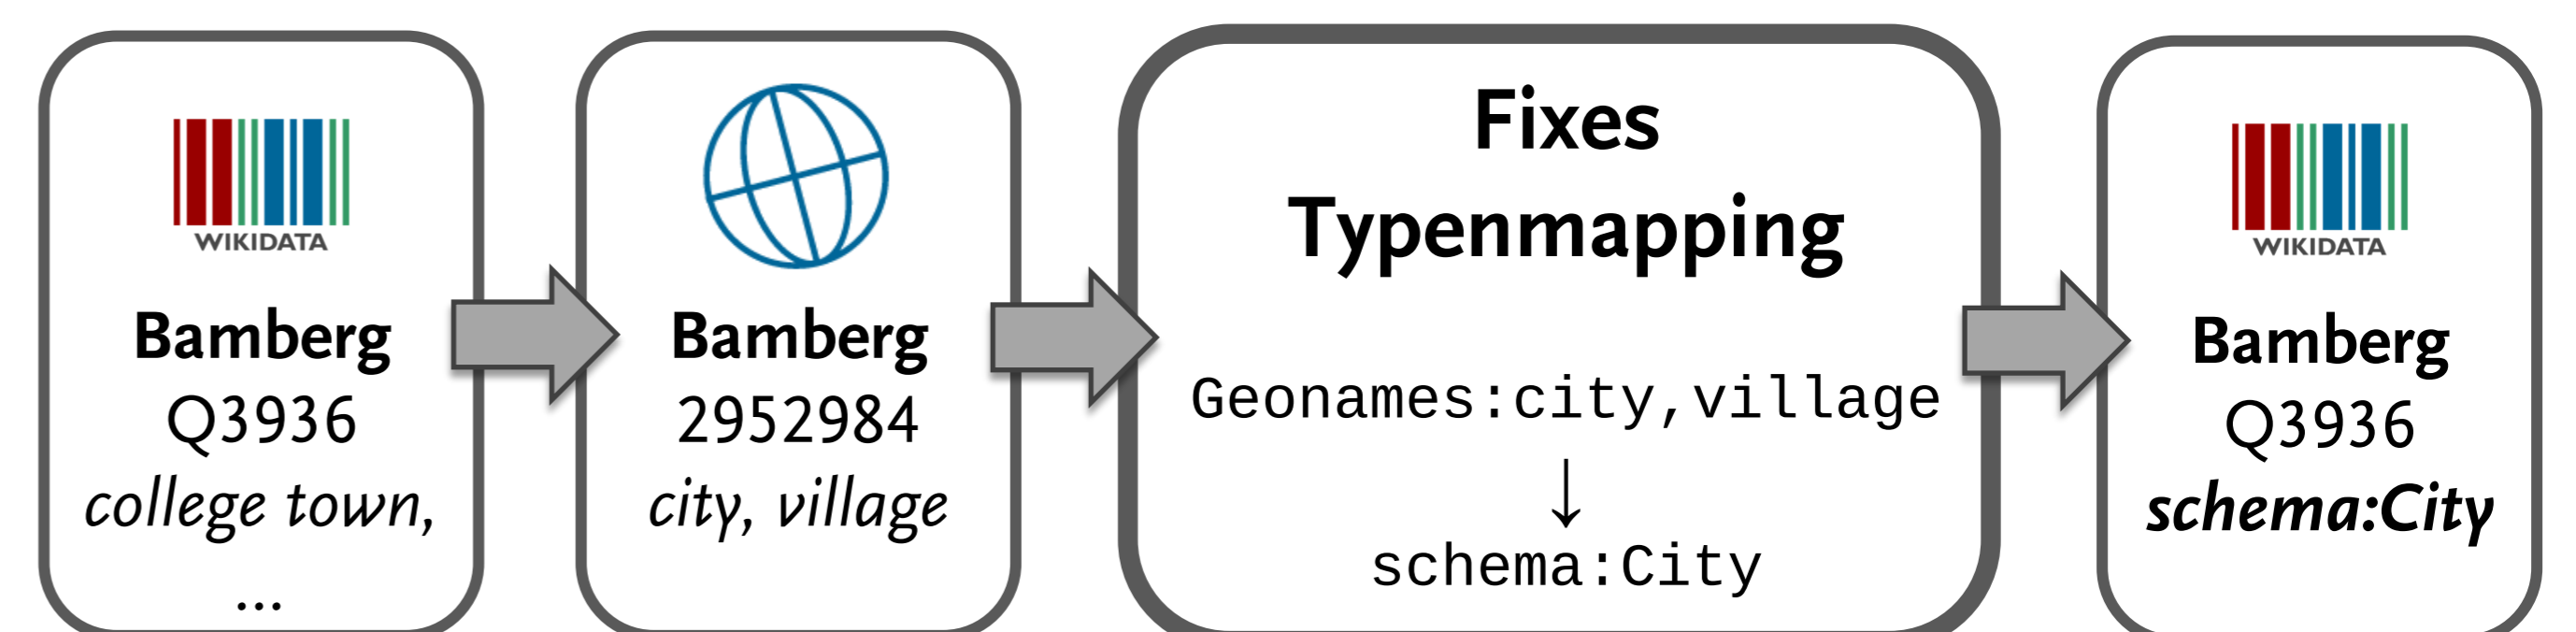 WIKIDATA
Bamberg
Q3936
college town,
...
Bamberg
2952984
city, village
Fixes
Typenmapping
Geonames:city,village
↓
schema:City
WIKIDATA
Bamberg
Q3936
schema:City